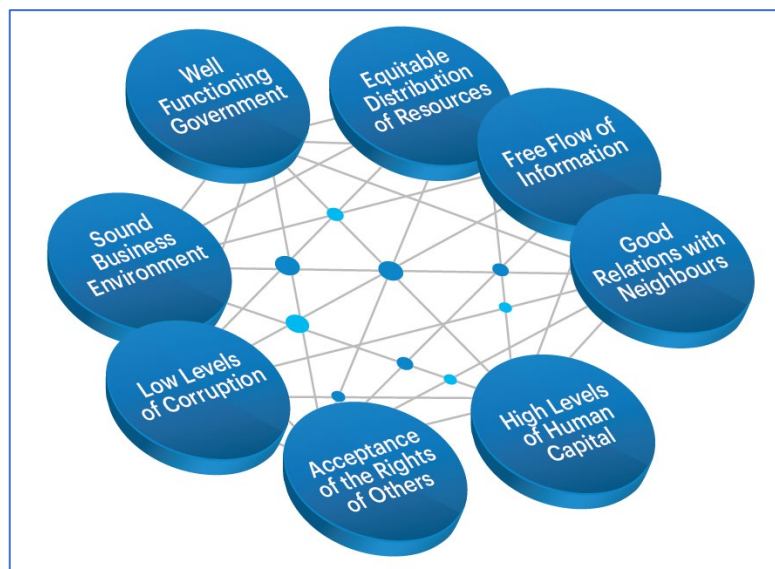 Well
Functioning
Government
Equitable
Distribution
of Resources
Free Flow of
Information
Good
Relations with
Neighbours
High Levels
of Human
Capital
Acceptance
of the Rights
of Others
Low Levels
of Corruption
Sound
Business
Environment